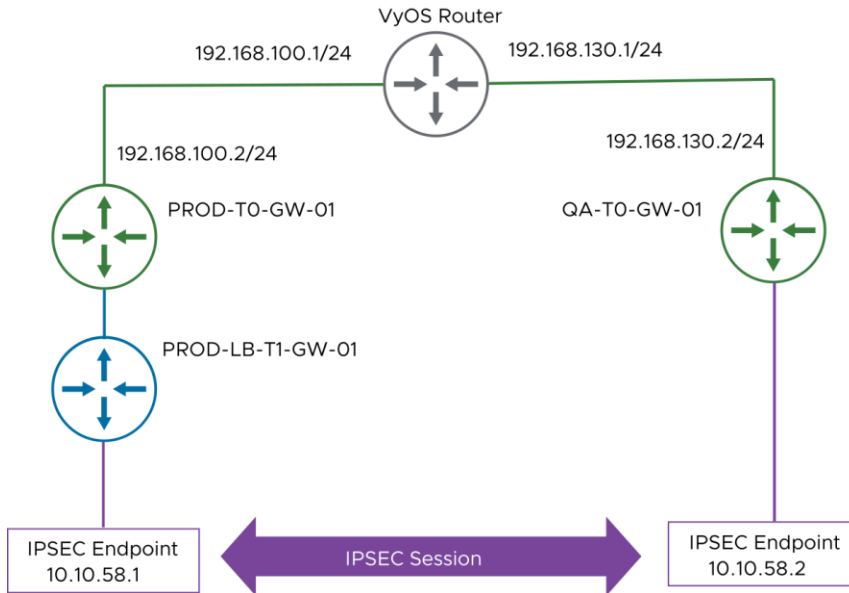 VyOS Router
192.168.100.1/24
192.168.130.1/24
192.168.100.2/24
192.168.130.2/24
PROD-T0-GW-01
QA-T0-GW-01
PROD-LB-T1-GW-01
IPSEC Endpoint
10.10.58.1
IPSEC Session
IPSEC Endpoint
10.10.58.2